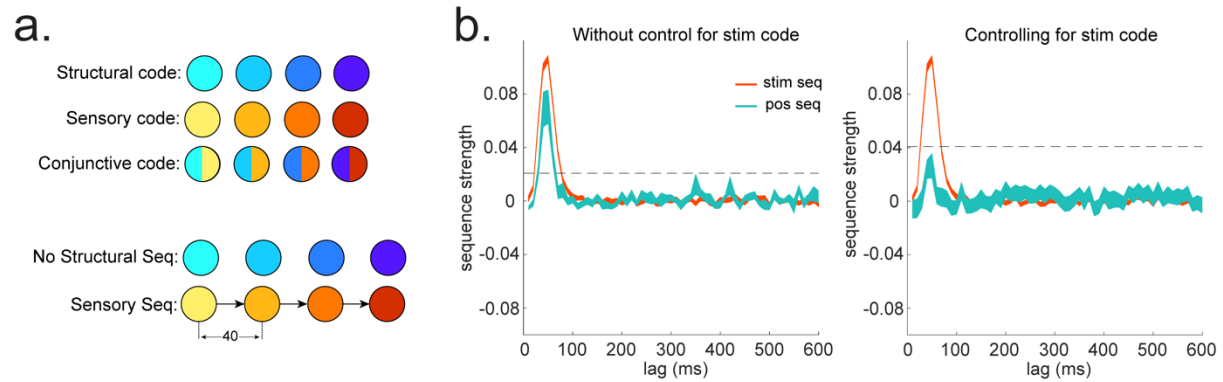 a.
Structural code:
Sensory code:
Conjunctive code:
No Structural Seq:
Sensory Seq:
40
b.
Without control for stim code
stim seq
pos seq
sequence strength
0.08
0.04
0
-0.04
-0.08
0 100 200 300 400 500 600
lag (ms)
Controlling for stim code
sequence strength
0.08
0.04
0
-0.04
-0.08
0 100 200 300 400 500 600
lag (ms)